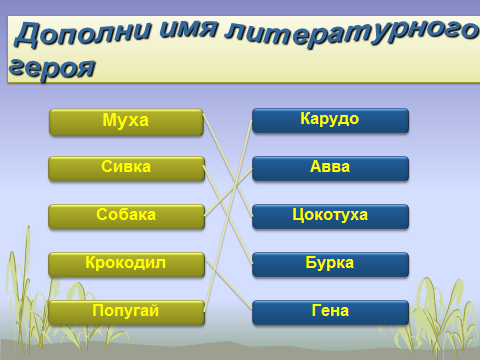 Дополни имя литературного
героя
Муха
Карудо
Сивка
Авва
Собака
Цокотуха
Крокодил
Бурка
Попугай
Гена